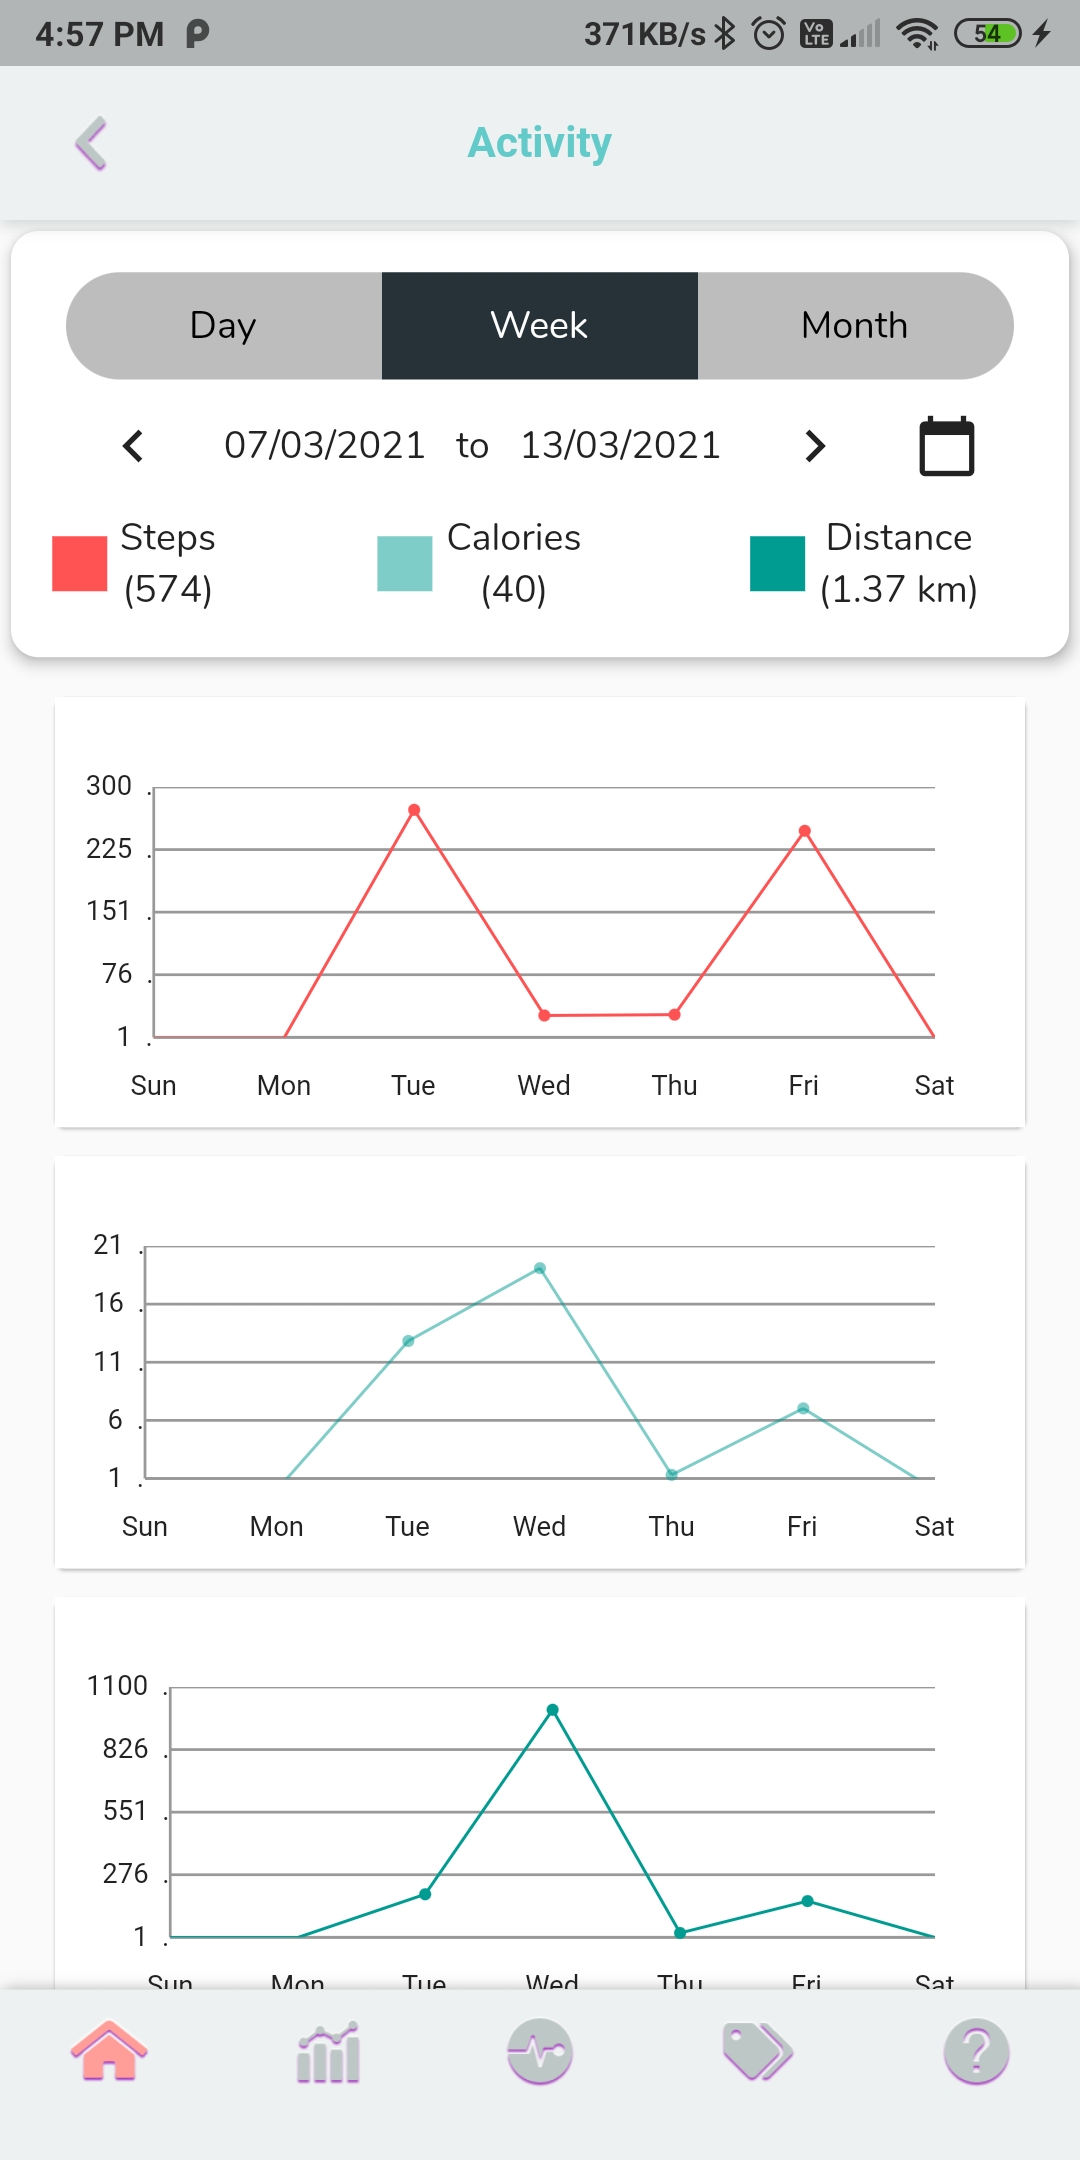 4:57 PM 371KB/s Vo LTE 54
Activity
Day Week Month
07/03/2021 to 13/03/2021
Steps (574)
Calories (40)
Distance (1.37 km)
300
225
151
76
1
Sun Mon Tue Wed Thu Fri Sat
21
16
11
6
1
Sun Mon Tue Wed Thu Fri Sat
1100
826
551
276
1
Sun Mon Tue Wed Thu Fri Sat
?